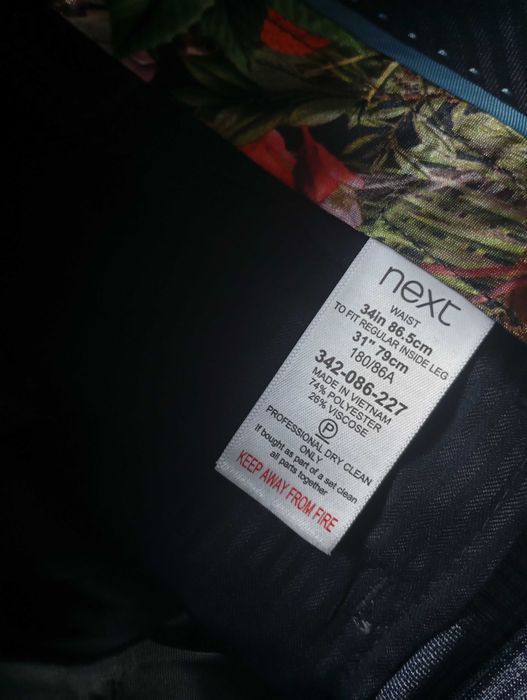 next
WAIST
34in 86.5cm
TO FIT REGULAR INSIDE LEG
31" 79cm
180/86A
342-086-227
MADE IN VIETNAM
74% POLYESTER
26% VISCOSE
P
PROFESSIONAL DRY CLEAN
ONLY
If bought as part of a set clean
all parts together
KEEP AWAY FROM FIRE